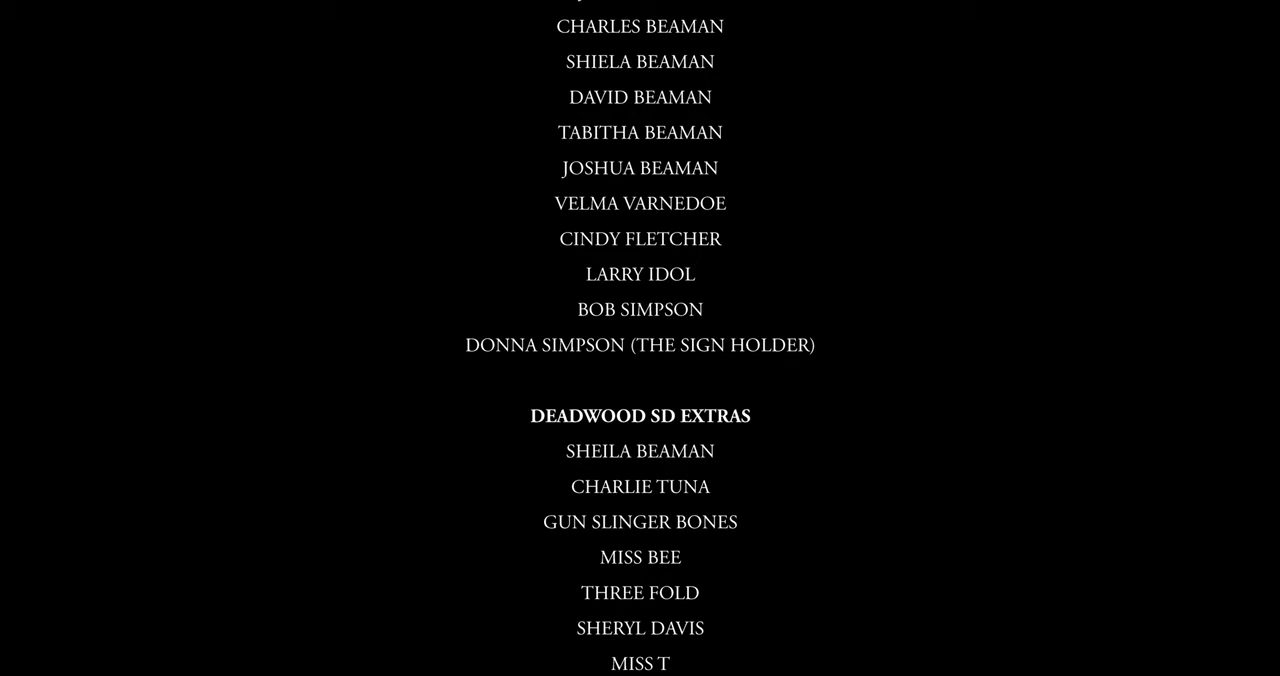 CHARLES BEAMAN
SHIELA BEAMAN
DAVID BEAMAN
TABITHA BEAMAN
JOSHUA BEAMAN
VELMA VARNEDOE
CINDY FLETCHER
LARRY IDOL
BOB SIMPSON
DONNA SIMPSON (THE SIGN HOLDER)
DEADWOOD SD EXTRAS
SHEILA BEAMAN
CHARLIE TUNA
GUN SLINGER BONES
MISS BEE
THREE FOLD
SHERYL DAVIS
MISS T